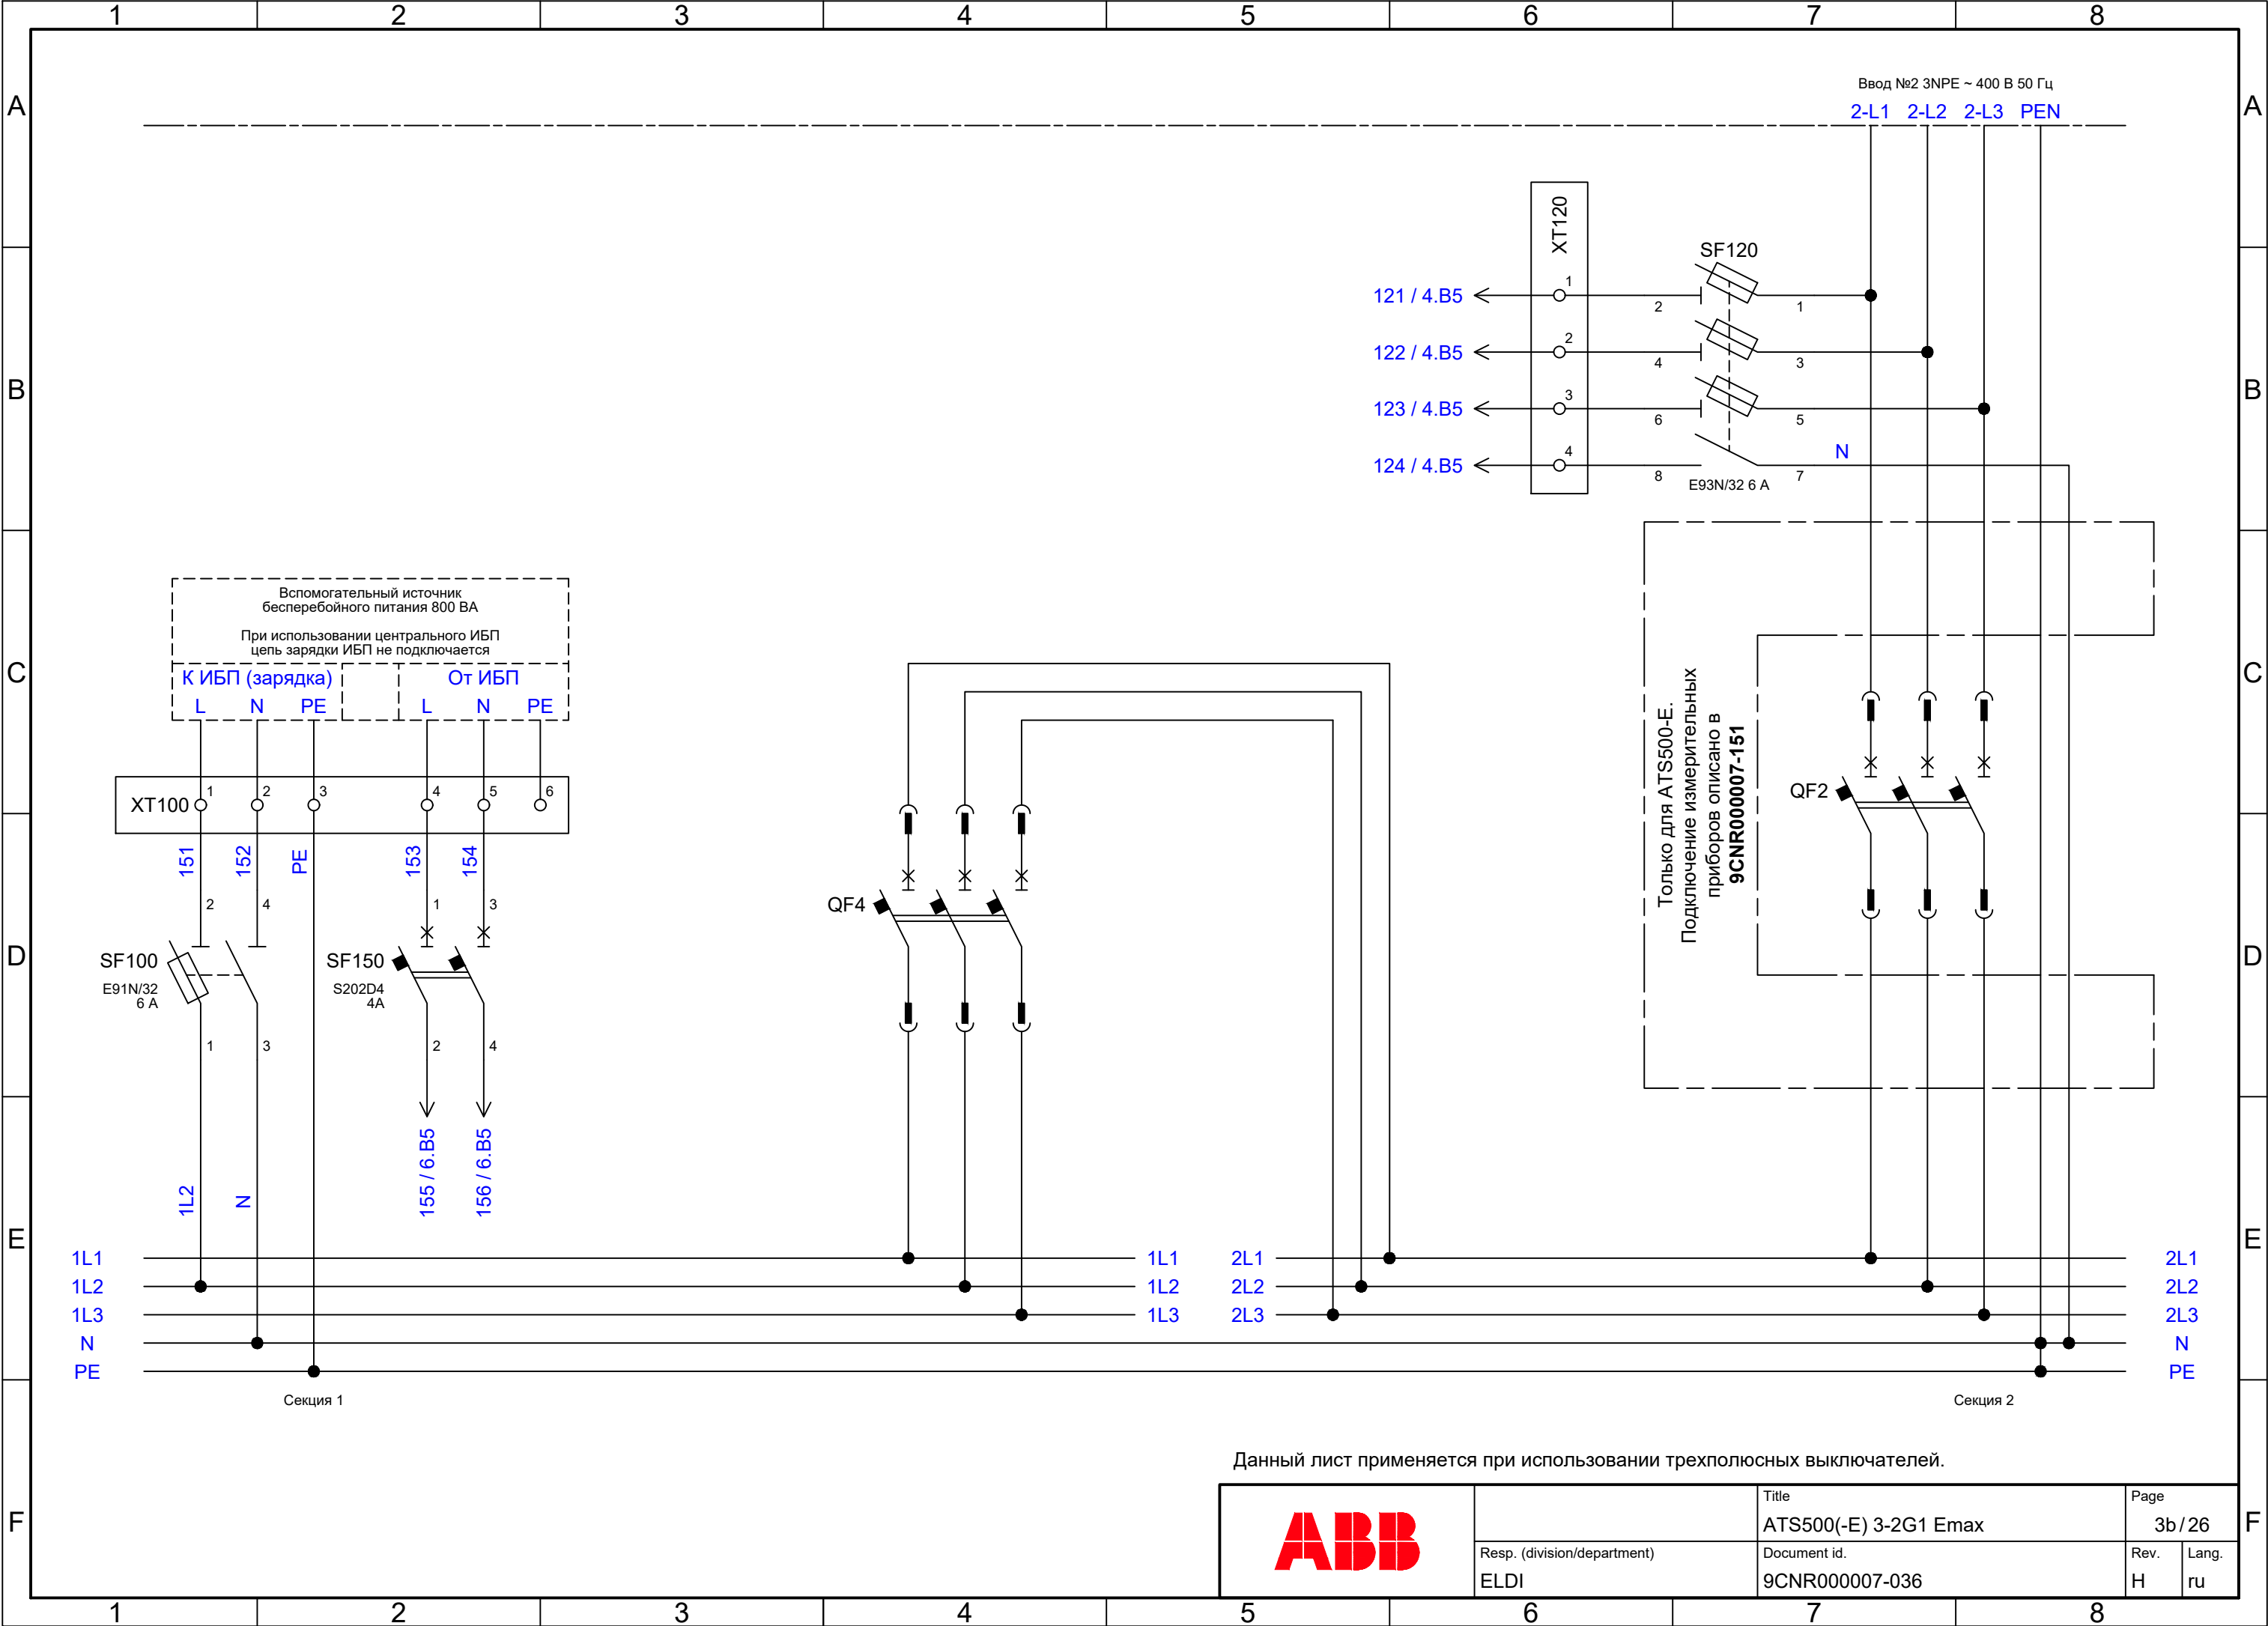 1 2 3 4 5 6 7 8
A A
Ввод №2 3NPE ~ 400 В 50 Гц
2-L1 2-L2 2-L3 PEN
XT120
SF120
121 / 4.B5 1 2 1
122 / 4.B5 2 4 3
B B
123 / 4.B5 3 6 5
124 / 4.B5 4 8 7 N
E93N/32 6 A
Вспомогательный источник
бесперебойного питания 800 ВА
При использовании центрального ИБП
цепь зарядки ИБП не подключается
C C
К ИБП (зарядка) От ИБП
L N PE L N PE
XT100 1 2 3 4 5 6
151 152 PE 153 154
2 4 1 3
SF100
E91N/32
6 A
SF150
S202D4
4A
1 3 2 4
QF4
Только для ATS500-E.
Подключение измерительных
приборов описано в
9CNR000007-151
QF2
D D
155 / 6.B5
156 / 6.B5
1L2 N
E E
1L1 1L1 2L1 2L1
1L2 1L2 2L2 2L2
1L3 1L3 2L3 2L3
N N
PE PE
Секция 1 Секция 2
Данный лист применяется при использовании трехполюсных выключателей.
F F
ABB
Title
ATS500(-E) 3-2G1 Emax
Page
3b / 26
Resp. (division/department)
ELDI
Document id.
9CNR000007-036
Rev.
H
Lang.
ru
1 2 3 4 5 6 7 8